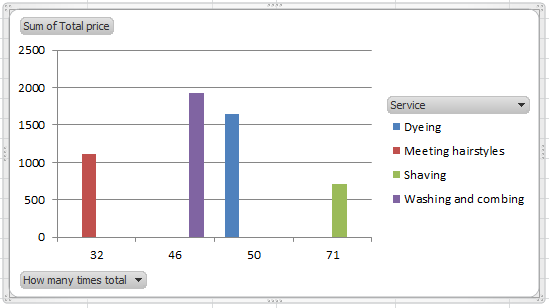 Sum of Total price
2500
2000
1500
1000
500
0
32 46 50 71
Service
Dyeing
Meeting hairstyles
Shaving
Washing and combing
How many times total